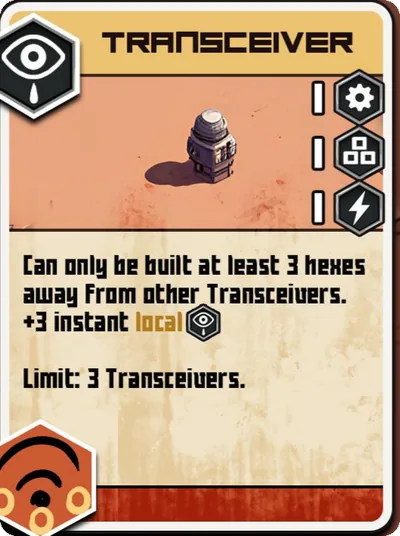 TRANSCEIVER
1
1
1
Can only be built at least 3 hexes
away from other Transceivers.
+3 instant local
Limit: 3 Transceivers.